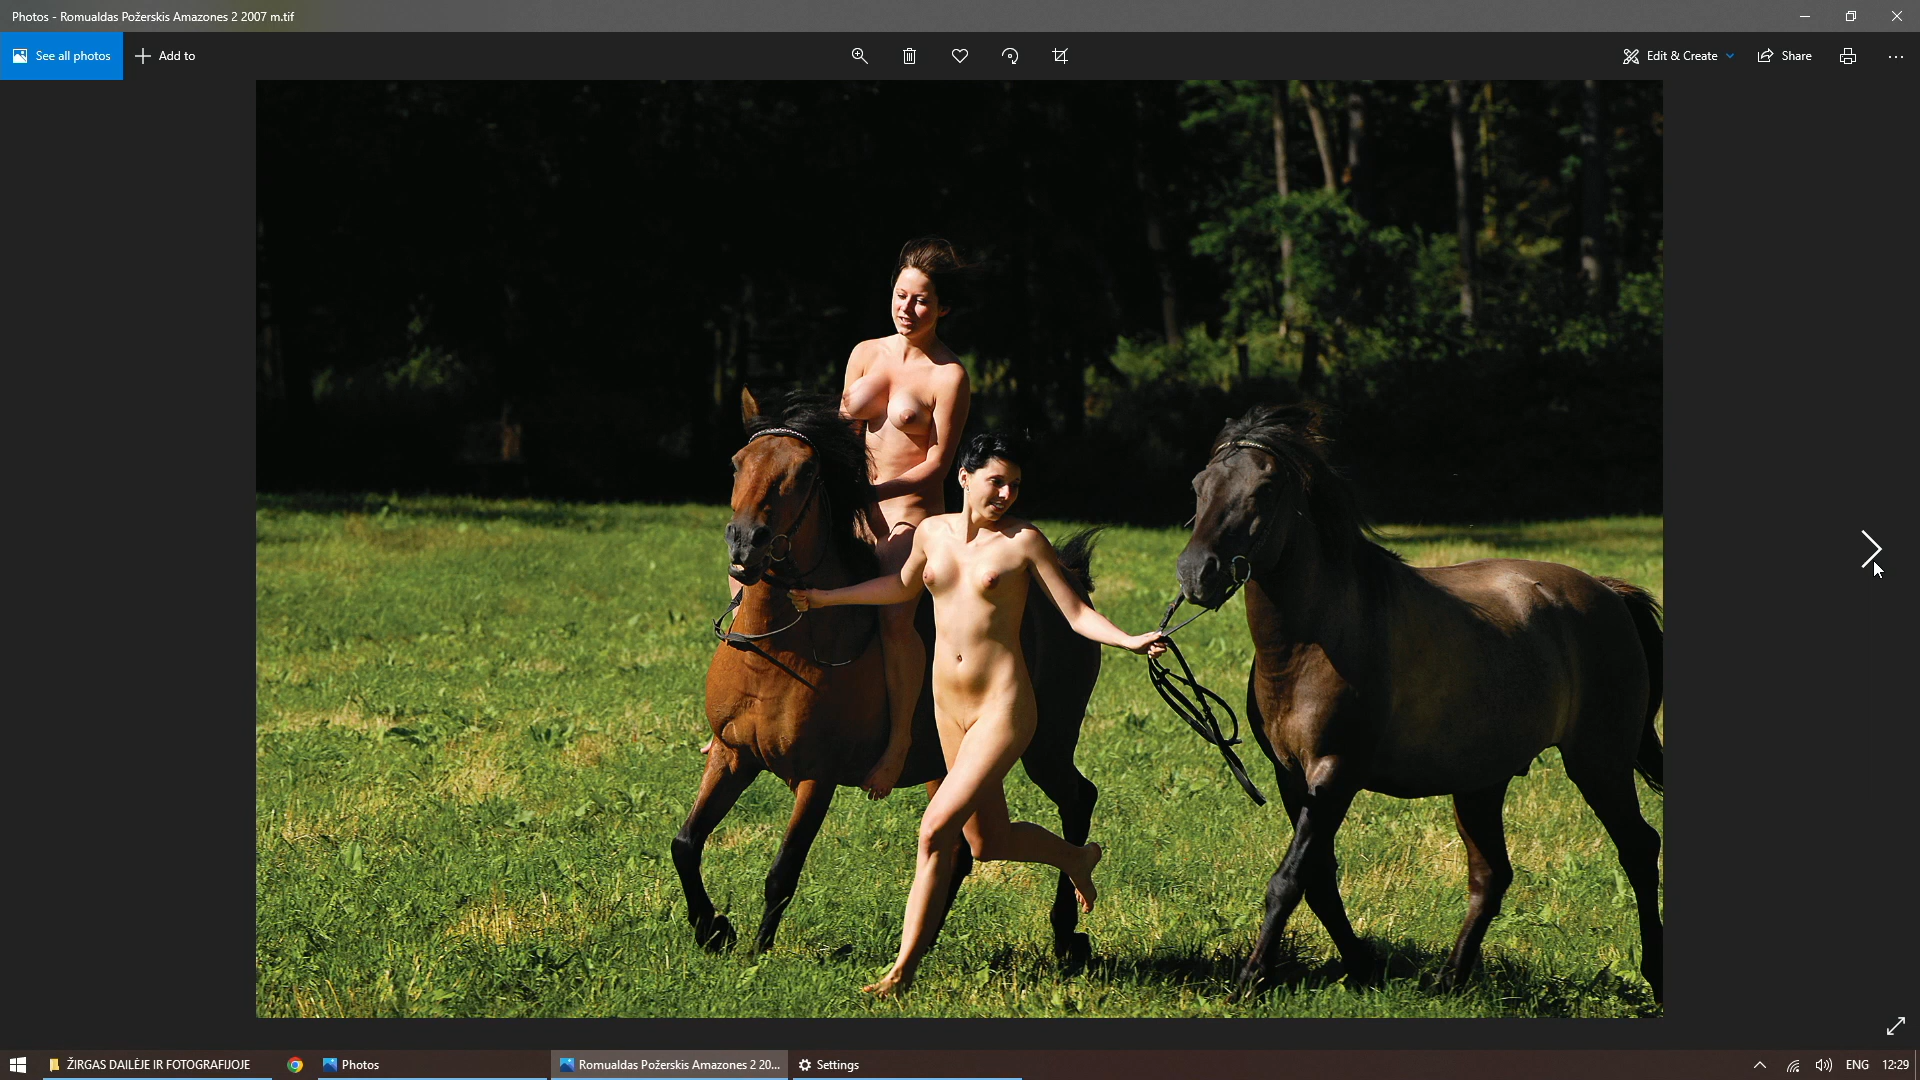 Photos - Romualdas Požerskis Amazones 2 2007 m.tif
See all photos
Add to
Edit & Create
Share
ŽIRGAS DAILĖJE IR FOTOGRAFIJOJE
Photos
Romualdas Požerskis Amazones 2 20...
Settings
ENG
12:29